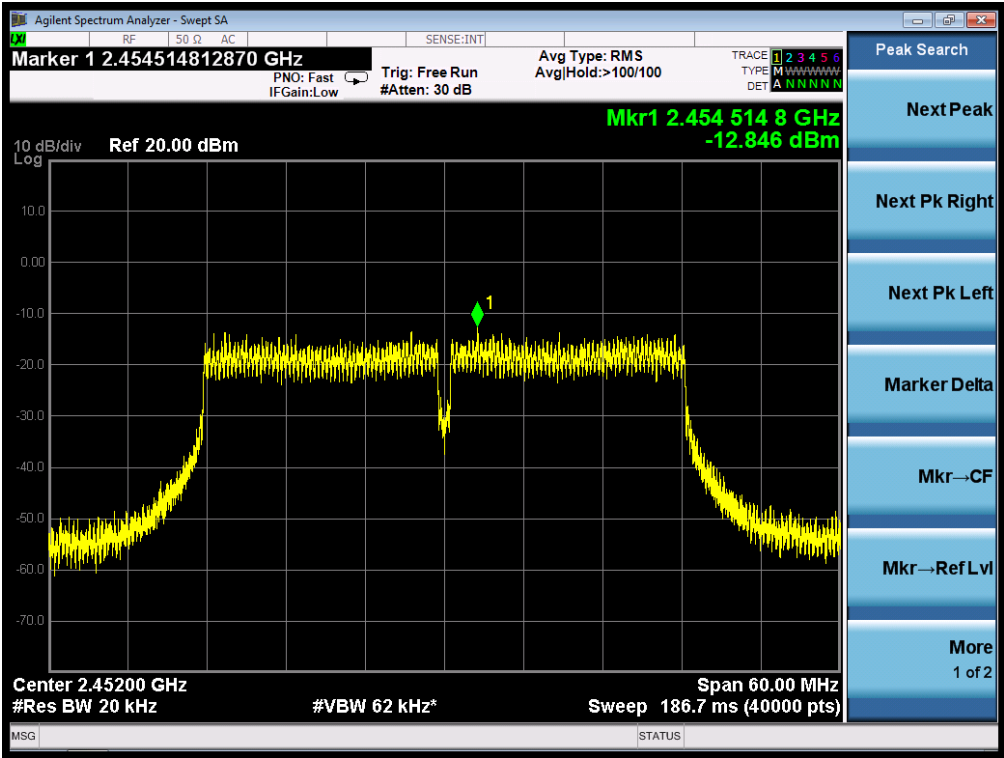 Agilent Spectrum Analyzer - Swept SA
LXI
RF
50 Ω
AC
SENSE:INT
Marker 1 2.454514812870 GHz
PNO: Fast
IFGain:Low
Trig: Free Run
#Atten: 30 dB
Avg Type: RMS
Avg|Hold:>100/100
TRACE 1 2 3 4 5 6
TYPE M WWWWW
DET A N N N N N
Mkr1 2.454 514 8 GHz
-12.846 dBm
10 dB/div
Log
Ref 20.00 dBm
10.0
0.00
-10.0
-20.0
-30.0
-40.0
-50.0
-60.0
-70.0
1
Center 2.45200 GHz
Span 60.00 MHz
#Res BW 20 kHz
#VBW 62 kHz*
Sweep 186.7 ms (40000 pts)
MSG
STATUS
Peak Search
Next Peak
Next Pk Right
Next Pk Left
Marker Delta
Mkr→CF
Mkr→Ref Lvl
More
1 of 2